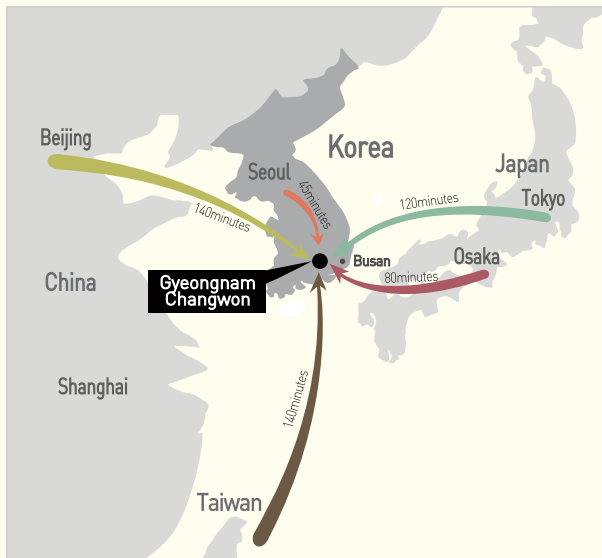 Beijing
Korea
Seoul
Japan
45minutes
Tokyo
140minutes
120minutes
Busan
Osaka
China
Gyeongnam
Changwon
80minutes
Shanghai
140minutes
Taiwan